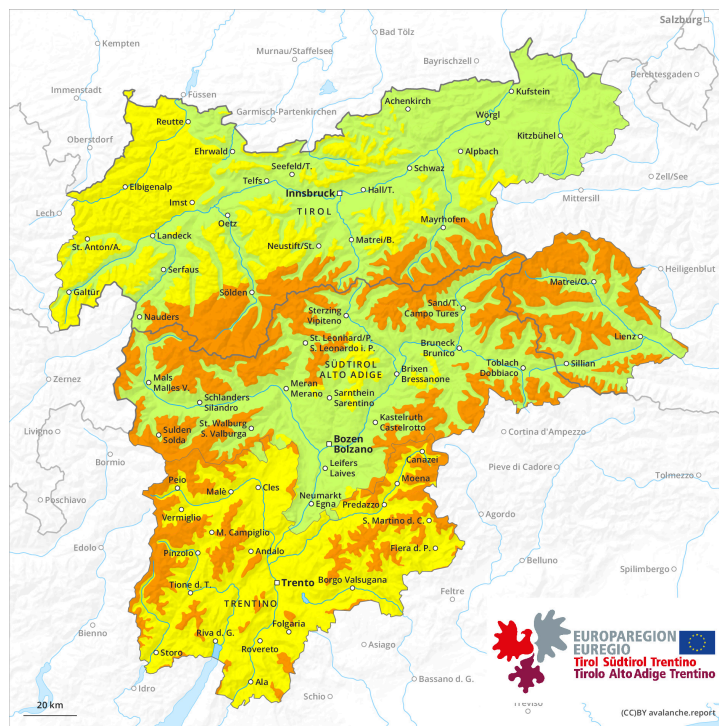 Salzburg
Bad Tölz
Kempten
Murnau/Staffelsee
Bayrischzell
Berchtesgaden
Immenstadt
Füssen
Kufstein
Garmisch-Partenkirchen
Achenkirch
Reutte
Wörgl
Oberstdorf
Kitzbühel
Ehrwald
Alpbach
Seefeld/T.
Schwaz
Zell/See
Telfs
Elbigenalp
Innsbruck
Hall/T.
Mittersill
Imst
TIROL
Lech
Oetz
Mayrhofen
St. Anton/A.
Landeck
Neustift/St.
Matrei/B.
Serfaus
Heiligenblut
Galtür
Sölden
Matrei/O.
Nauders
Sterzing
Vipiteno
Sand/T.
Campo Tures
St. Leonhard/P.
S. Leonardo i. P.
Bruneck
Brunico
Lienz
SÜDTIROL
ALTO ADIGE
Toblach
Dobbiaco
Sillian
Zernez
Mals
Malles V.
Meran
Merano
Brixen
Bressanone
Schlanders
Silandro
Sarnthein
Sarentino
St. Walburg
S. Valburga
Kastelruth
Castelrotto
Livigno
Sulden
Solda
Bozen
Bolzano
Cortina d'Ampezzo
Bormio
Canazei
Pieve di Cadore
Leifers
Laives
Tolmezzo
Peio
Moena
Malè
Cles
Poschiavo
Neumarkt
Egna
Predazzo
Vermiglio
Agordo
S. Martino d. C.
M. Campiglio
Edolo
Pinzolo
Andalo
Fiera d. P.
Belluno
Spilimbergo
Trento
Borgo Valsugana
Tione d. T.
Feltre
TRENTINO
Folgaria
Bienno
Riva d. G.
Rovereto
Asiago
Storo
Ala
Bassano d. G.
Idro
Schio
Treviso
EUROPAREGION
EUREGIO
Tirol Südtirol Trentino
Tirolo Alto Adige Trentino
20 km
(CC)BY avalanche.report